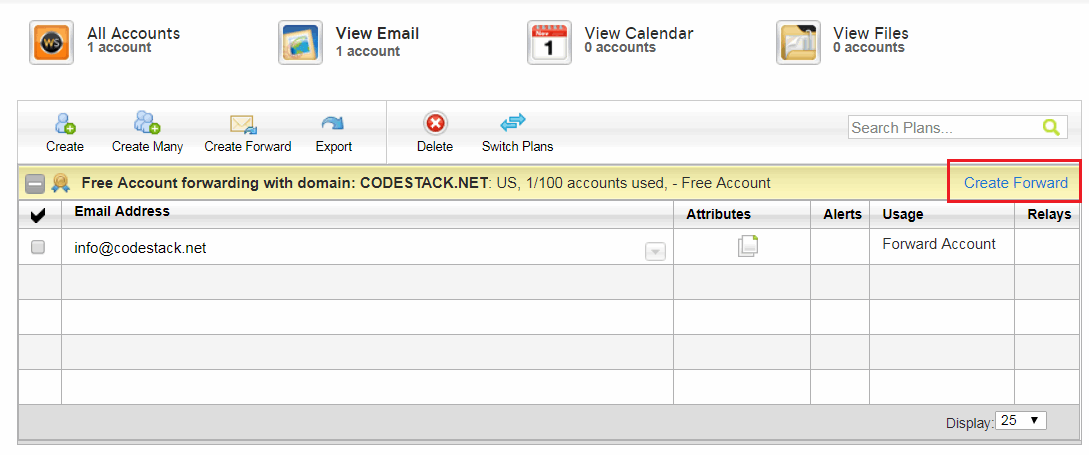 All Accounts
1 account
View Email
1 account
1
View Calendar
0 accounts
View Files
0 accounts
WS
Create
Create Many
Create Forward
Export
Delete
Switch Plans
Search Plans...
Free Account forwarding with domain: CODESTACK.NET: US, 1/100 accounts used, - Free Account
Create Forward
Email Address
Attributes
Alerts
Usage
Relays
info@codestack.net
Forward Account
Display:
25